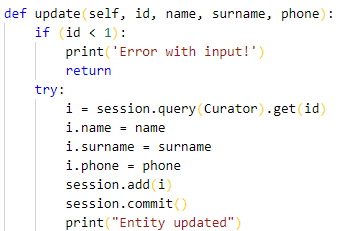 def update(self, id, name, surname, phone):
    if (id < 1):
        print('Error with input!')
        return
    try:
        i = session.query(Curator).get(id)
        i.name = name
        i.surname = surname
        i.phone = phone
        session.add(i)
        session.commit()
        print("Entity updated")